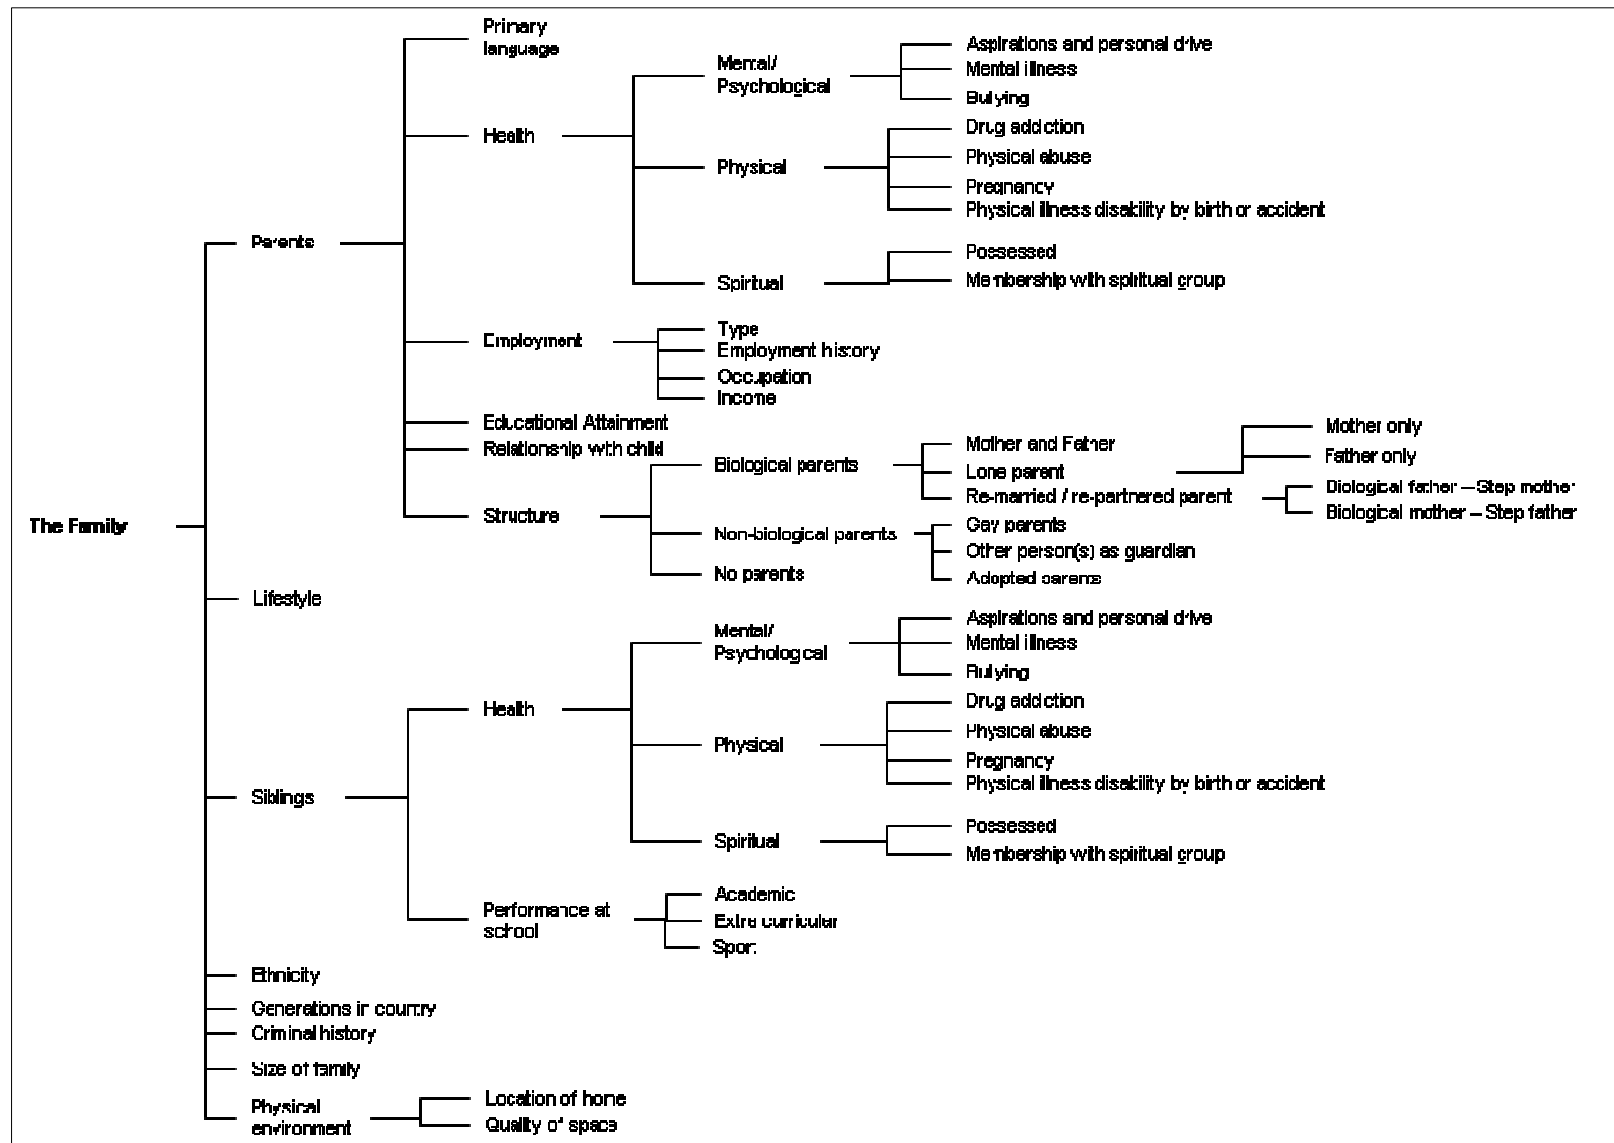 Primary
language
Mental/
Psychological
Aspirations and personal drive
Mental illness
Bullying
Health
Physical
Drug addiction
Physical abuse
Pregnancy
Physical illness disability by birth or accident
Parents
Spiritual
Possessed
Membership with spiritual group
Employment
Type
Employment history
Occupation
Income
Educational Attainment
Relationship with child
Structure
Biological parents
Mother and Father
Lone parent
Mother only
Father only
Re-married / re-partnered parent
Biological father – Step mother
Biological mother – Step father
Non-biological parents
Gay parents
Other person(s) as guardian
Adopted parents
No parents
The Family
Lifestyle
Siblings
Health
Mental/
Psychological
Aspirations and personal drive
Mental illness
Bullying
Physical
Drug addiction
Physical abuse
Pregnancy
Physical illness disability by birth or accident
Spiritual
Possessed
Membership with spiritual group
Performance at
school
Academic
Extra curricular
Sport
Ethnicity
Generations in country
Criminal history
Size of family
Physical
environment
Location of home
Quality of space